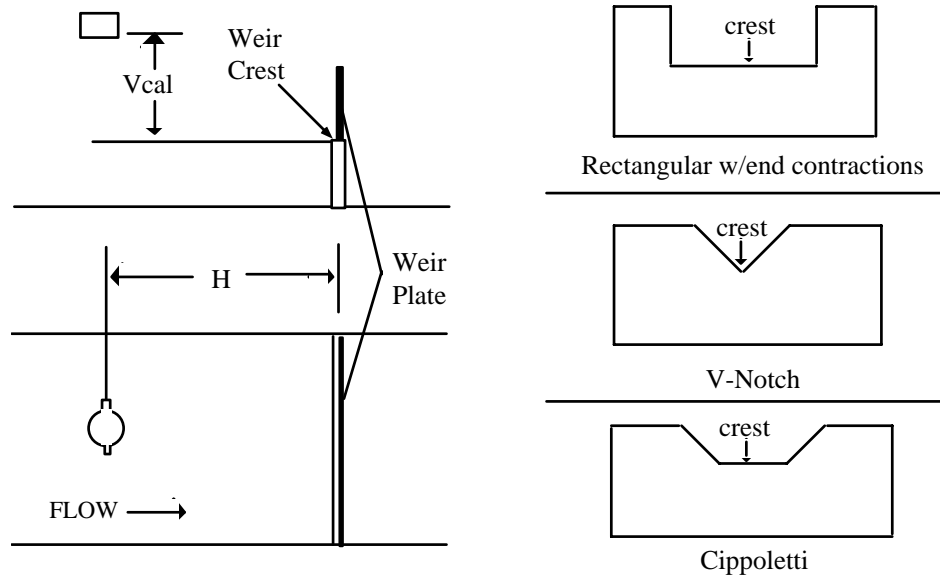 Weir
Crest
Vcal
H
Weir
Plate
FLOW
crest
Rectangular w/end contractions
crest
V-Notch
crest
Cippoletti